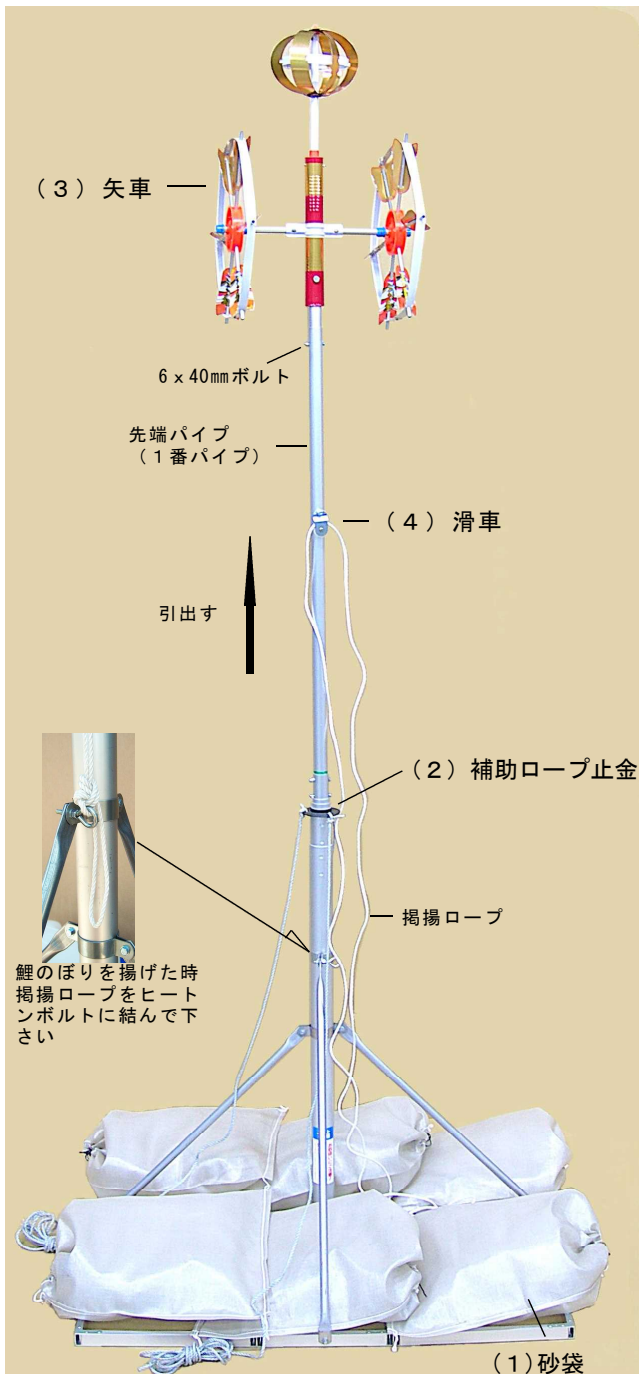 （３）矢車
6 x 40㎜ボルト
先端パイプ
（１番パイプ）
（４）滑車
引出す
（２）補助ロープ止金
掲揚ロープ
鯉のぼりを揚げた時
掲揚ロープをヒート
ンボルトに結んで下
さい
（１）砂袋